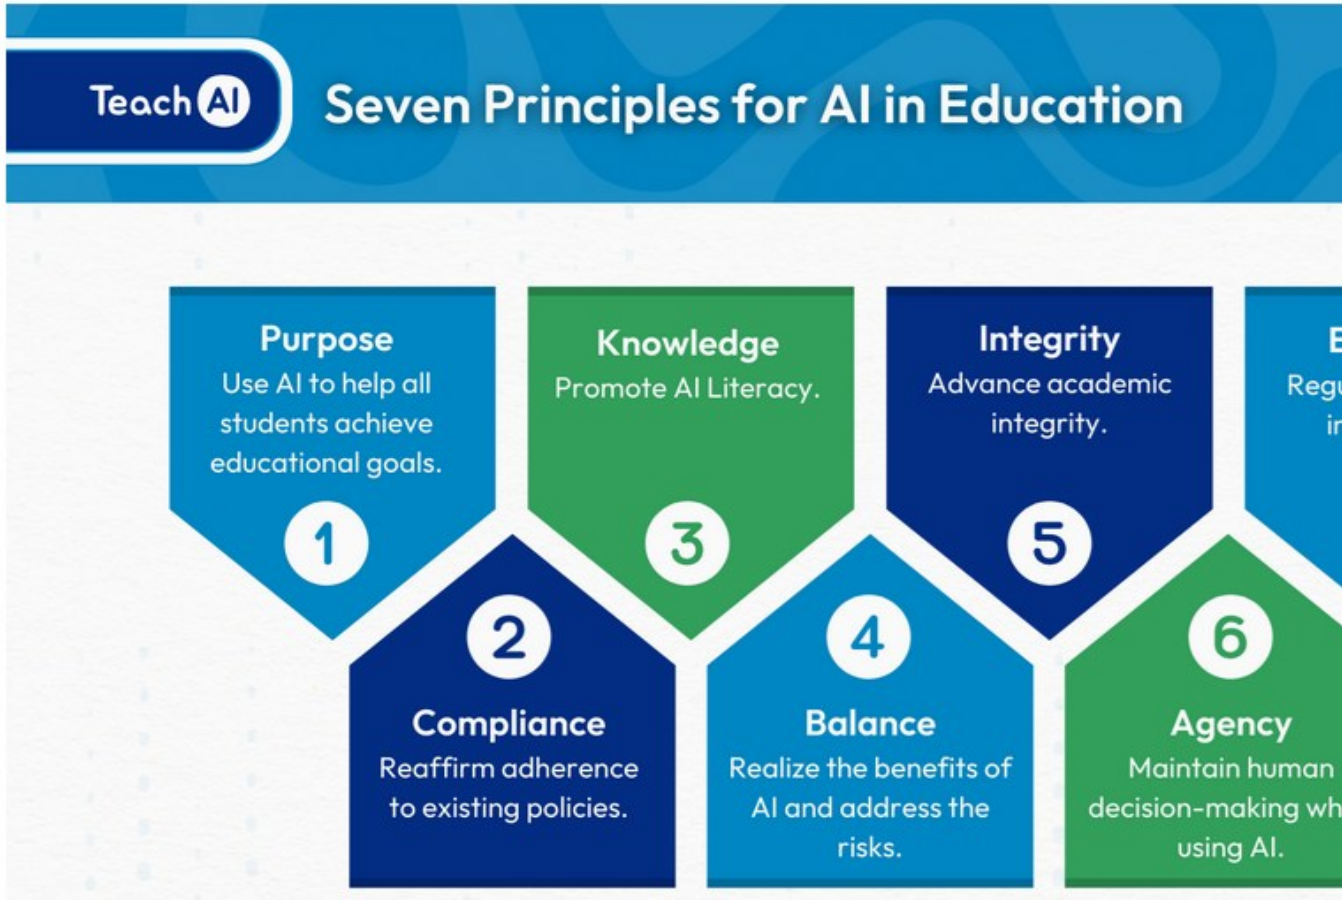 Teach AI
Seven Principles for AI in Education
Purpose
Use AI to help all
students achieve
educational goals.
1
2
Compliance
Reaffirm adherence
to existing policies.
Knowledge
Promote AI Literacy.
3
4
Balance
Realize the benefits of
AI and address the
risks.
Integrity
Advance academic
integrity.
5
6
Agency
Maintain human
decision-making
using AI.